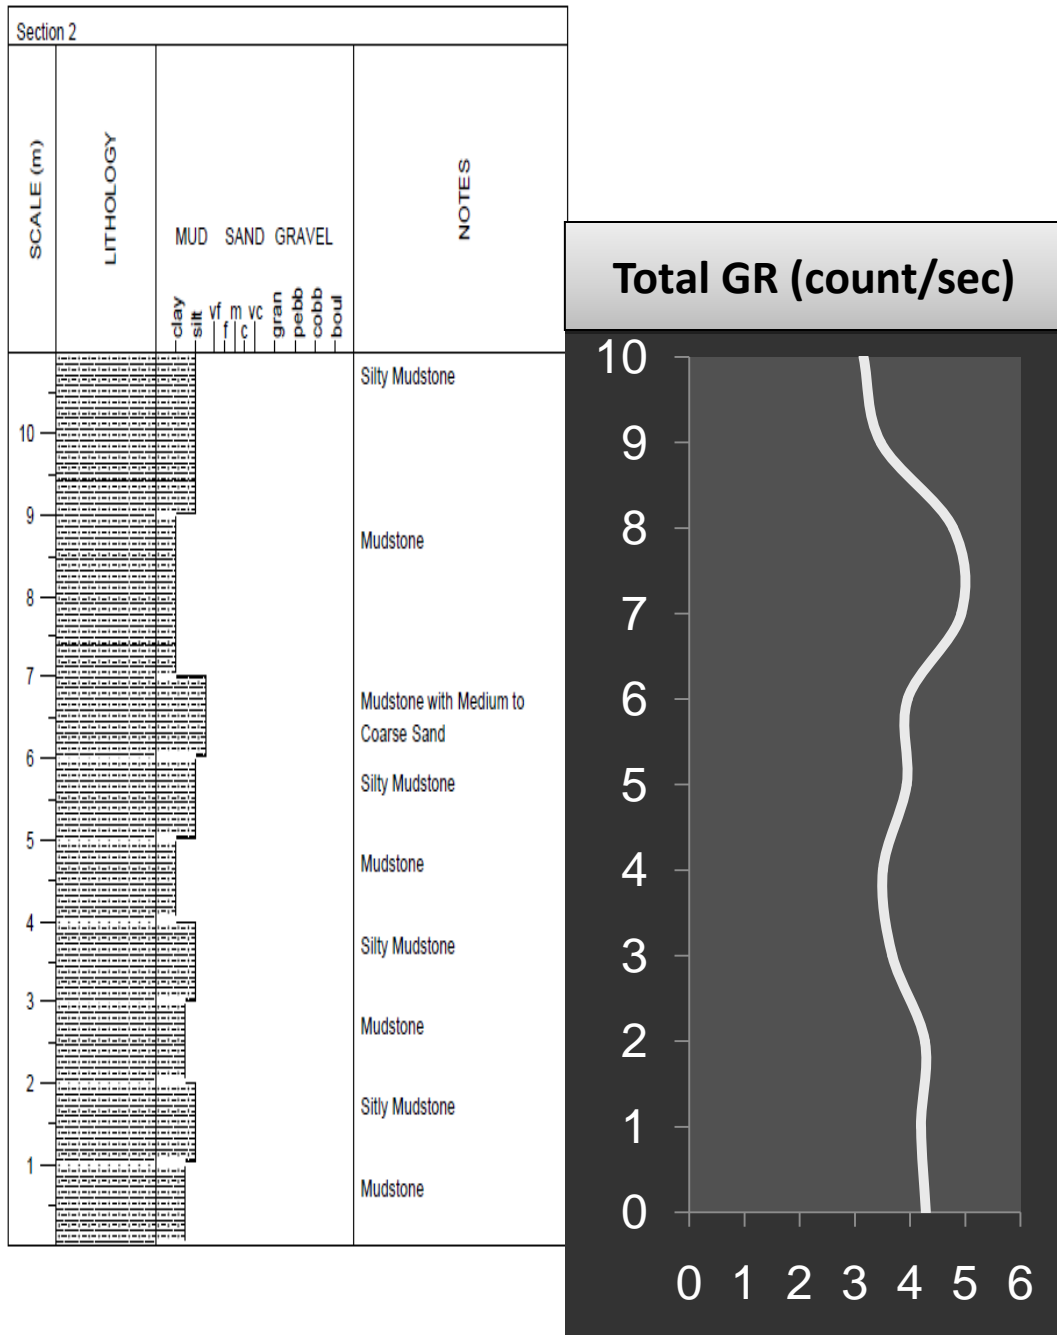 Section 2
SCALE (m)
LITHOLOGY
MUD SAND GRAVEL
NOTES
clay
silt
vf
f
m
c
vc
gran
pebb
cobb
boul
Silty Mudstone
10
9
Mudstone
8
7
Mudstone with Medium to
Coarse Sand
6
Silty Mudstone
5
Mudstone
4
Silty Mudstone
3
Mudstone
2
Sitly Mudstone
1
Mudstone
Total GR (count/sec)
10
9
8
7
6
5
4
3
2
1
0
0 1 2 3 4 5 6